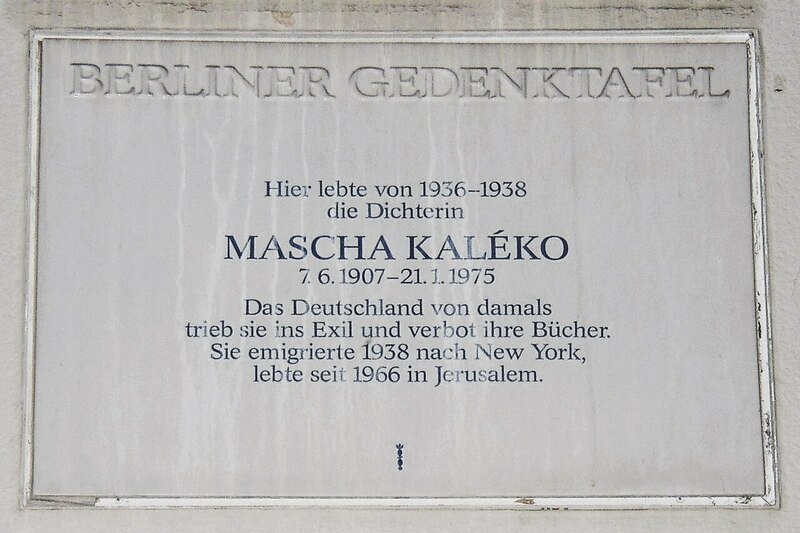 BERLINER GEDENKTAFEL
Hier lebte von 1936–1938
die Dichterin
MASCHA KALÉKO
7. 6. 1907–21. 1. 1975
Das Deutschland von damals
trieb sie ins Exil und verbot ihre Bücher.
Sie emigrierte 1938 nach New York,
lebte seit 1966 in Jerusalem.